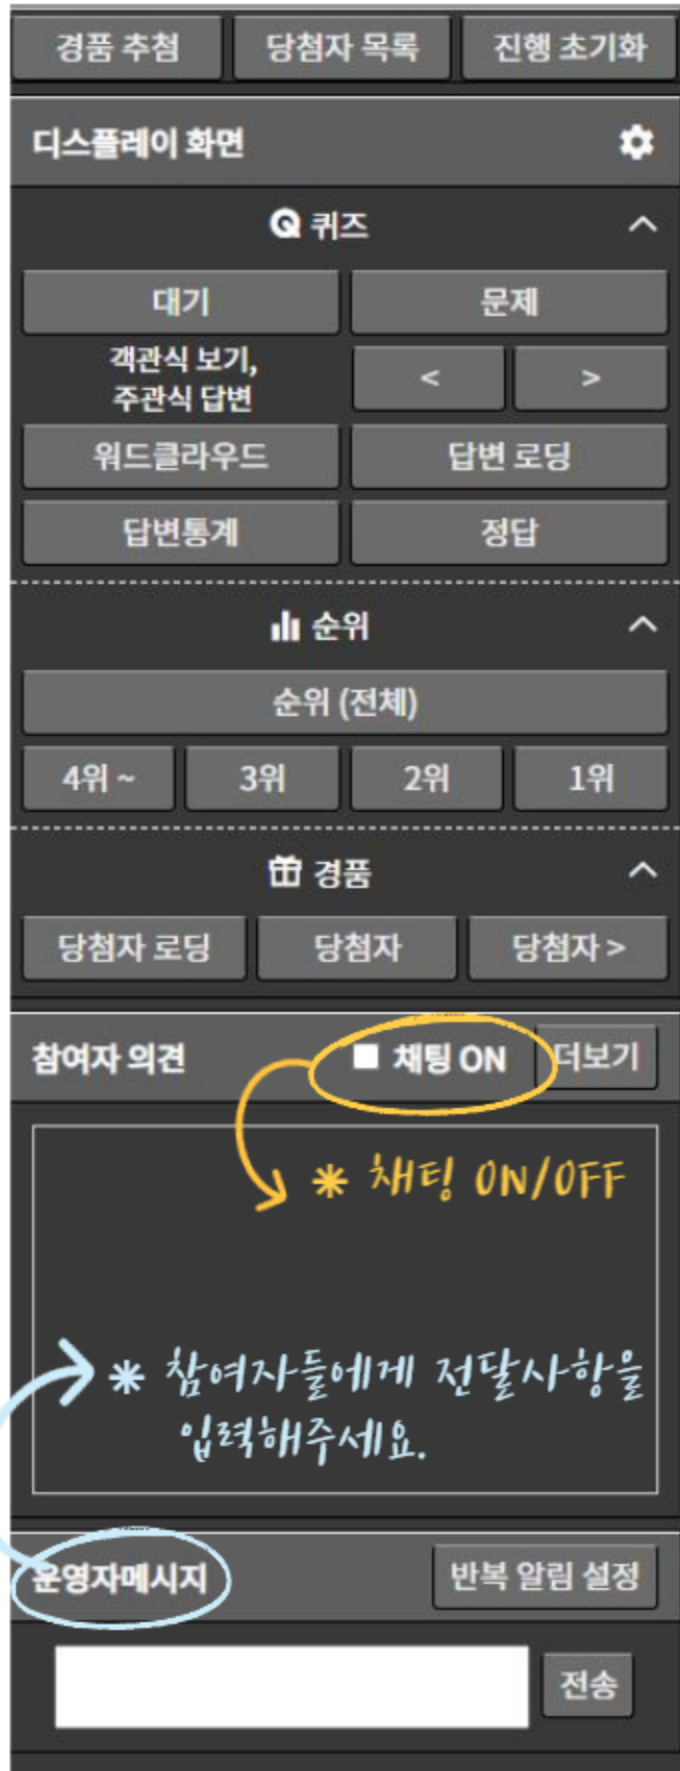 경품 추첨 당첨자 목록 진행 초기화
디스플레이 화면
Q 퀴즈
대기 문제
객관식 보기,
주관식 답변
< >
워드클라우드 답변 로딩
답변통계 정답
순위
순위 (전체)
4위 ~ 3위 2위 1위
경품
당첨자 로딩 당첨자 당첨자 >
참여자 의견 채팅 ON 더보기
* 채팅 ON/OFF
* 참여자들에게 전달사항을
입력해주세요.
운영자메시지 반복 알림 설정
전송